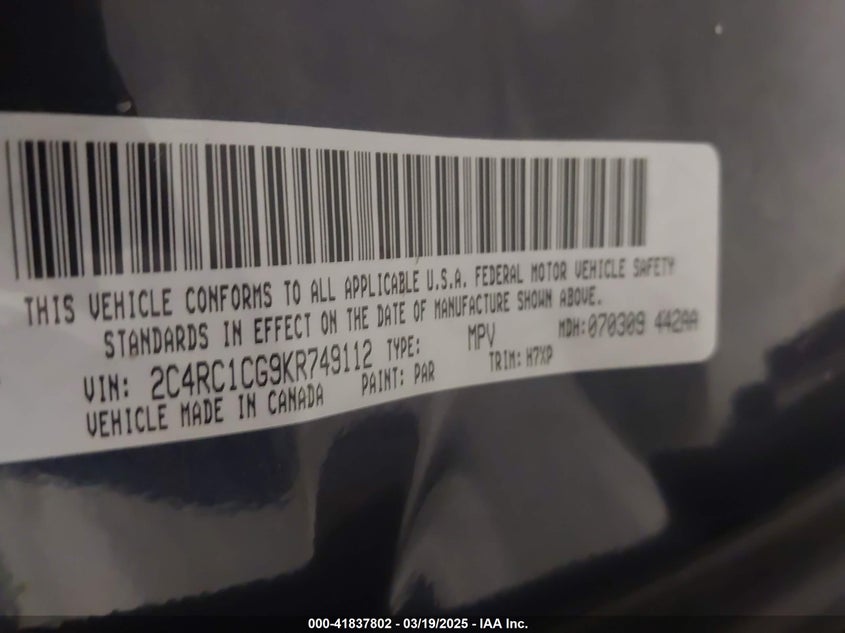 THIS VEHICLE CONFORMS TO ALL APPLICABLE U.S.A. FEDERAL MOTOR VEHICLE SAFETY
STANDARDS IN EFFECT ON THE DATE OF MANUFACTURE SHOWN ABOVE.
VIN: 2C4RC1CG9KR749112 TYPE: MPV MDH:070309 442AA
VEHICLE MADE IN CANADA PAINT: PAR TRIM: H7XP
000-41837802 - 03/19/2025 - IAA Inc.